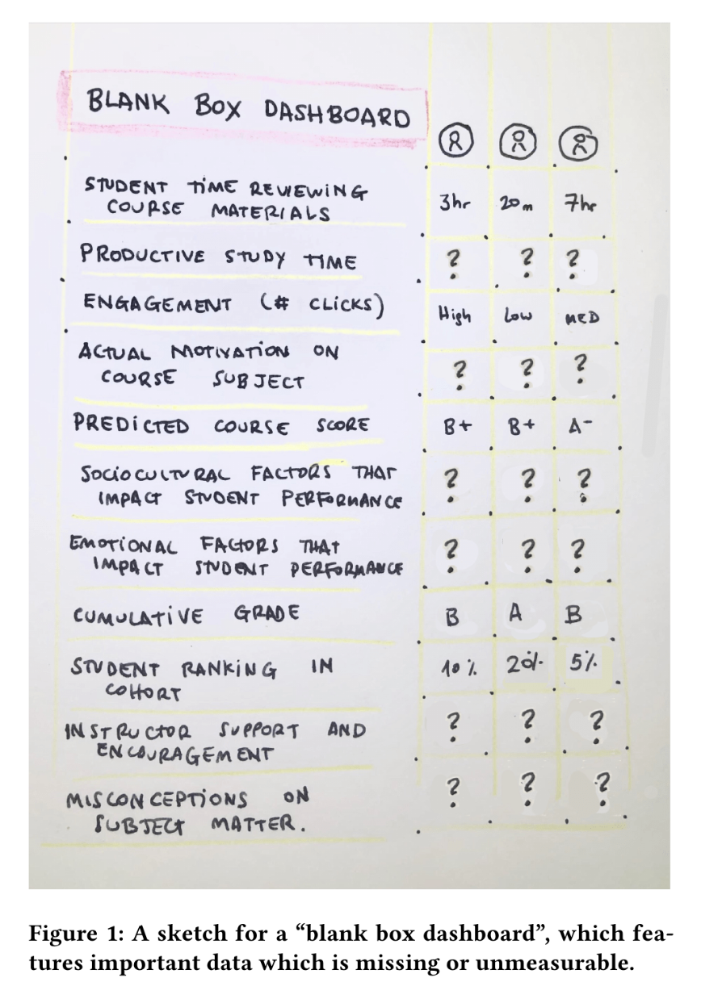 BLANK BOX DASHBOARD
STUDENT TIME REVIEWING
COURSE MATERIALS
3hr 20m 7hr
PRODUCTIVE STUDY TIME ? ? ?
ENGAGEMENT (# CLICKS) High Low MED
ACTUAL MOTIVATION ON
COURSE SUBJECT ? ? ?
PREDICTED COURSE SCORE B+ B+ A-
SOCIOCULTURAL FACTORS THAT
IMPACT STUDENT PERFORMANCE ? ? ?
EMOTIONAL FACTORS THAT
IMPACT STUDENT PERFORMANCE ? ? ?
CUMULATIVE GRADE B A B
STUDENT RANKING IN 10% 20% 5%
COHORT
INSTRUCTOR SUPPORT AND ? ? ?
ENCOURAGEMENT
MISCONCEPTIONS ON ? ? ?
SUBJECT MATTER.
Figure 1: A sketch for a “blank box dashboard”, which fea-
tures important data which is missing or unmeasurable.